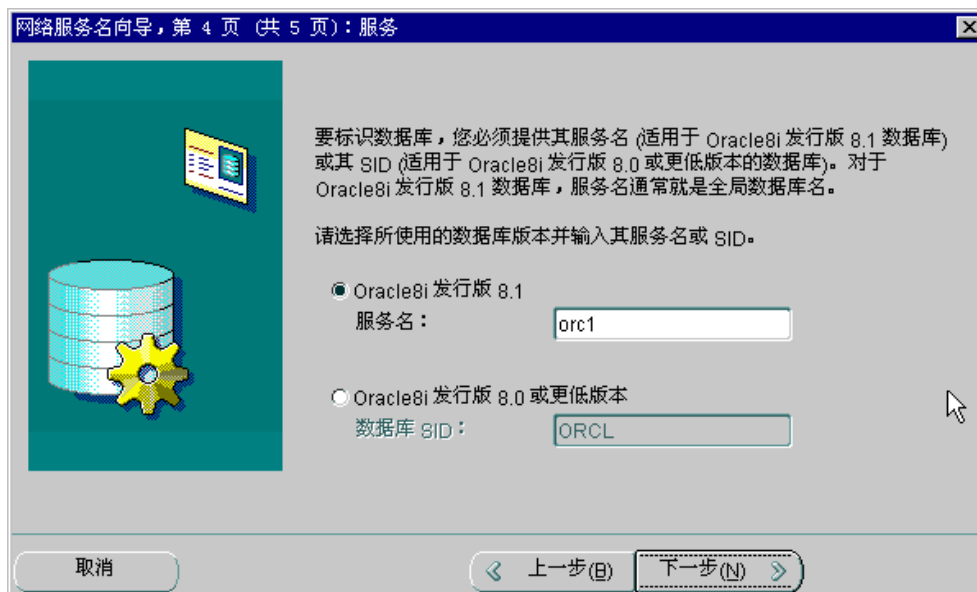 网络服务名向导，第 4 页 (共 5 页)：服务
要标识数据库，您必须提供其服务名 (适用于 Oracle8i 发行版 8.1 数据库)
或其 SID (适用于 Oracle8i 发行版 8.0 或更低版本的数据库)。对于
Oracle8i 发行版 8.1 数据库，服务名通常就是全局数据库名。
请选择所使用的数据库版本并输入其服务名或 SID。
Oracle8i 发行版 8.1
服务名： orc1
Oracle8i 发行版 8.0 或更低版本
数据库 SID： ORCL
取消 上一步(B) 下一步(N)